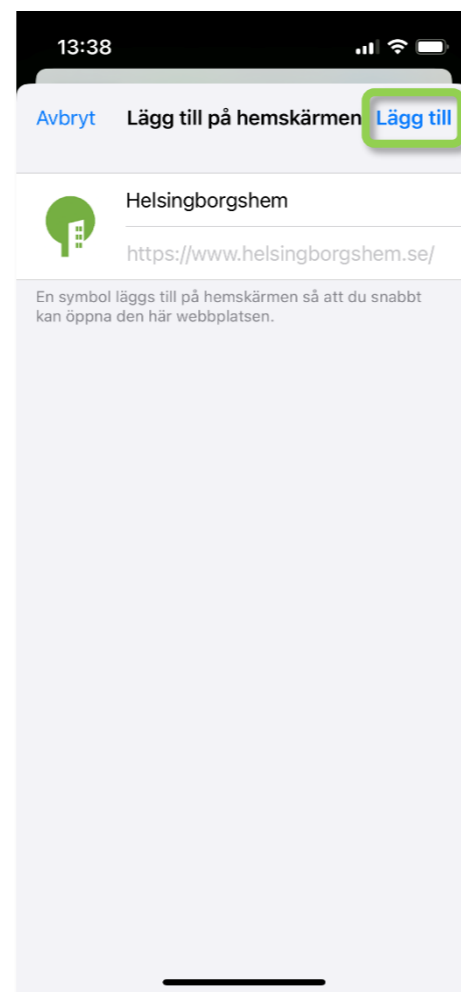 13:38
Avbryt Lägg till på hemskärmen Lägg till
Helsingborgshem
https://www.helsingborgshem.se/
En symbol läggs till på hemskärmen så att du snabbt
kan öppna den här webbplatsen.